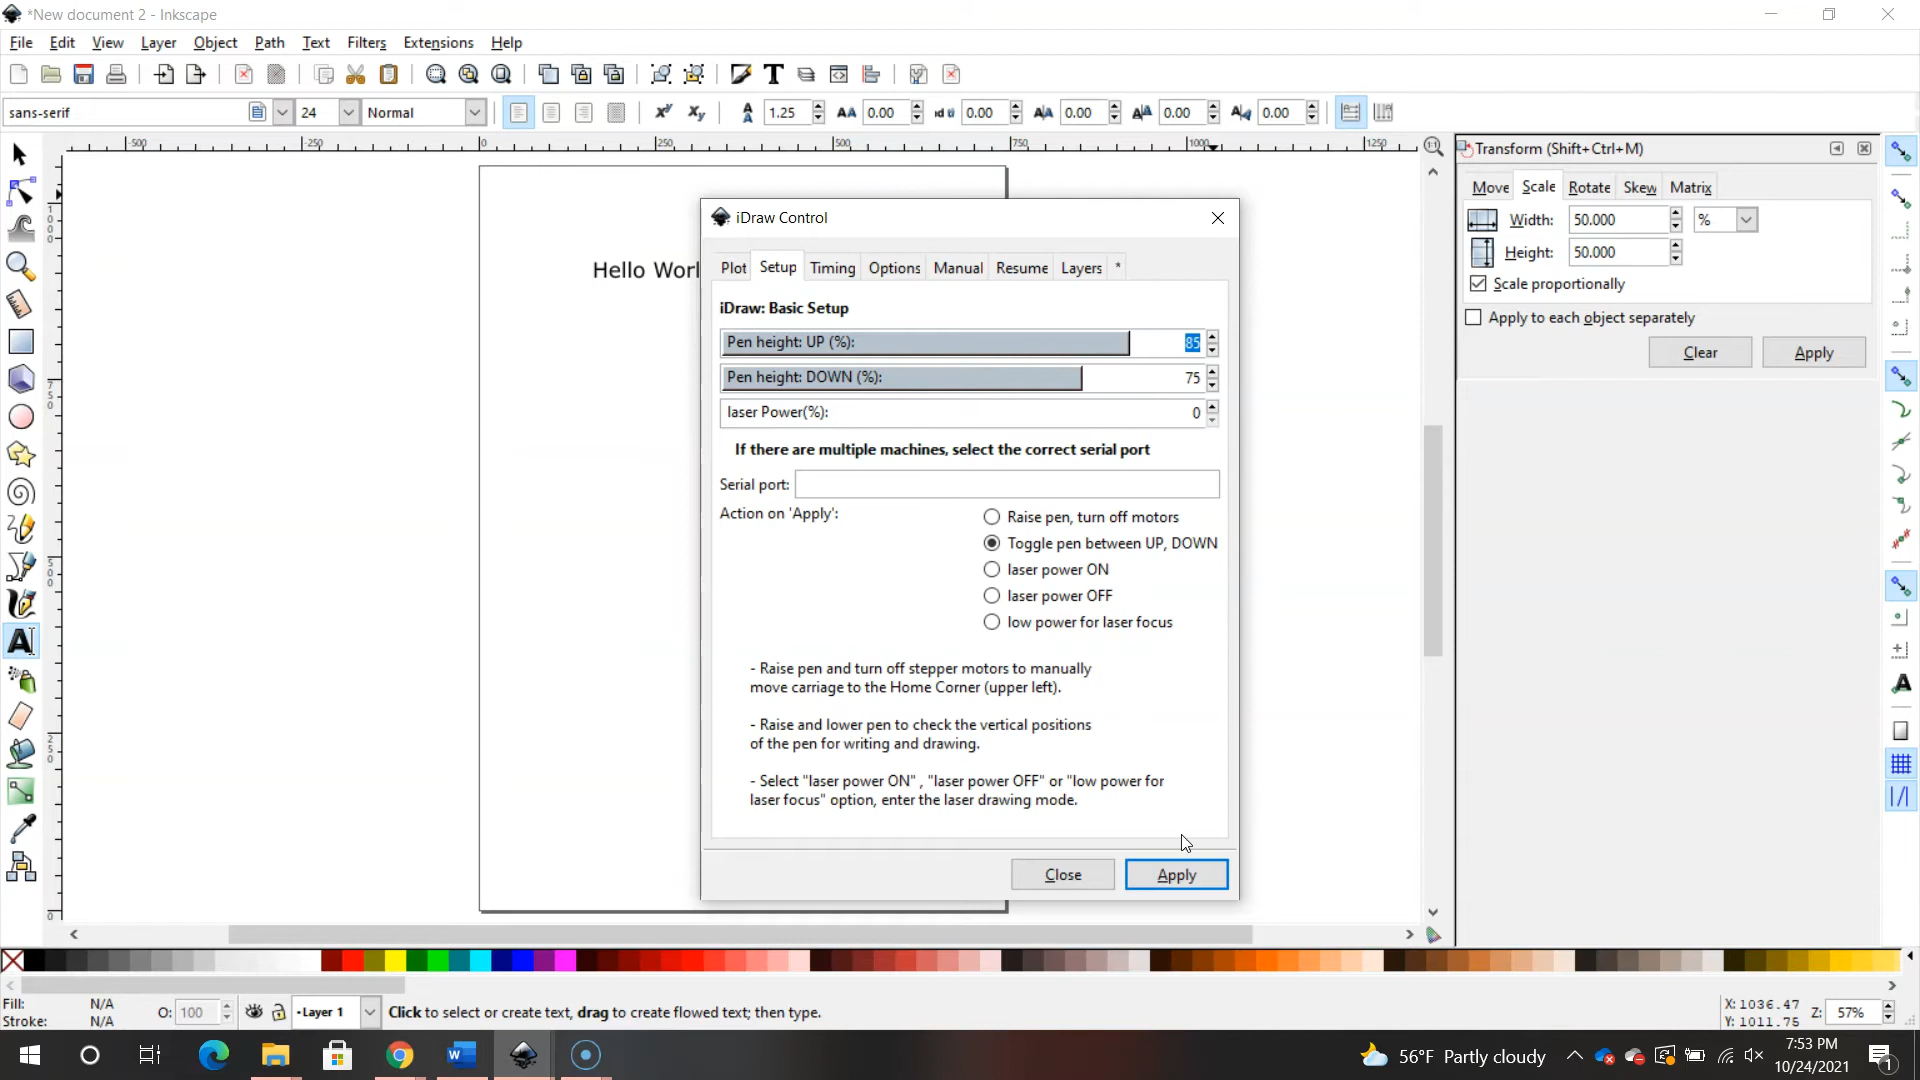 *New document 2 - Inkscape
File Edit View Layer Object Path Text Filters Extensions Help
sans-serif 24 Normal 1.25 0.00 0.00 0.00 0.00 0.00
-500 -250 0 250 500 750 1000 1250
Hello Worl
iDraw Control
Plot Setup Timing Options Manual Resume Layers *
iDraw: Basic Setup
Pen height: UP (%): 85
Pen height: DOWN (%): 75
laser Power(%): 0
If there are multiple machines, select the correct serial port
Serial port:
Action on 'Apply':
Raise pen, turn off motors
Toggle pen between UP, DOWN
laser power ON
laser power OFF
low power for laser focus
- Raise pen and turn off stepper motors to manually
move carriage to the Home Corner (upper left).
- Raise and lower pen to check the vertical positions
of the pen for writing and drawing.
- Select "laser power ON" , "laser power OFF" or "low power for
laser focus" option, enter the laser drawing mode.
Close Apply
Transform (Shift+Ctrl+M)
Move Scale Rotate Skew Matrix
Width: 50.000 %
Height: 50.000
Scale proportionally
Apply to each object separately
Clear Apply
Fill: N/A
Stroke: N/A
O: 100
Layer 1
Click to select or create text, drag to create flowed text; then type.
X: 1036.47
Y: 1011.75
Z: 57%
56°F Partly cloudy
7:53 PM
10/24/2021
1